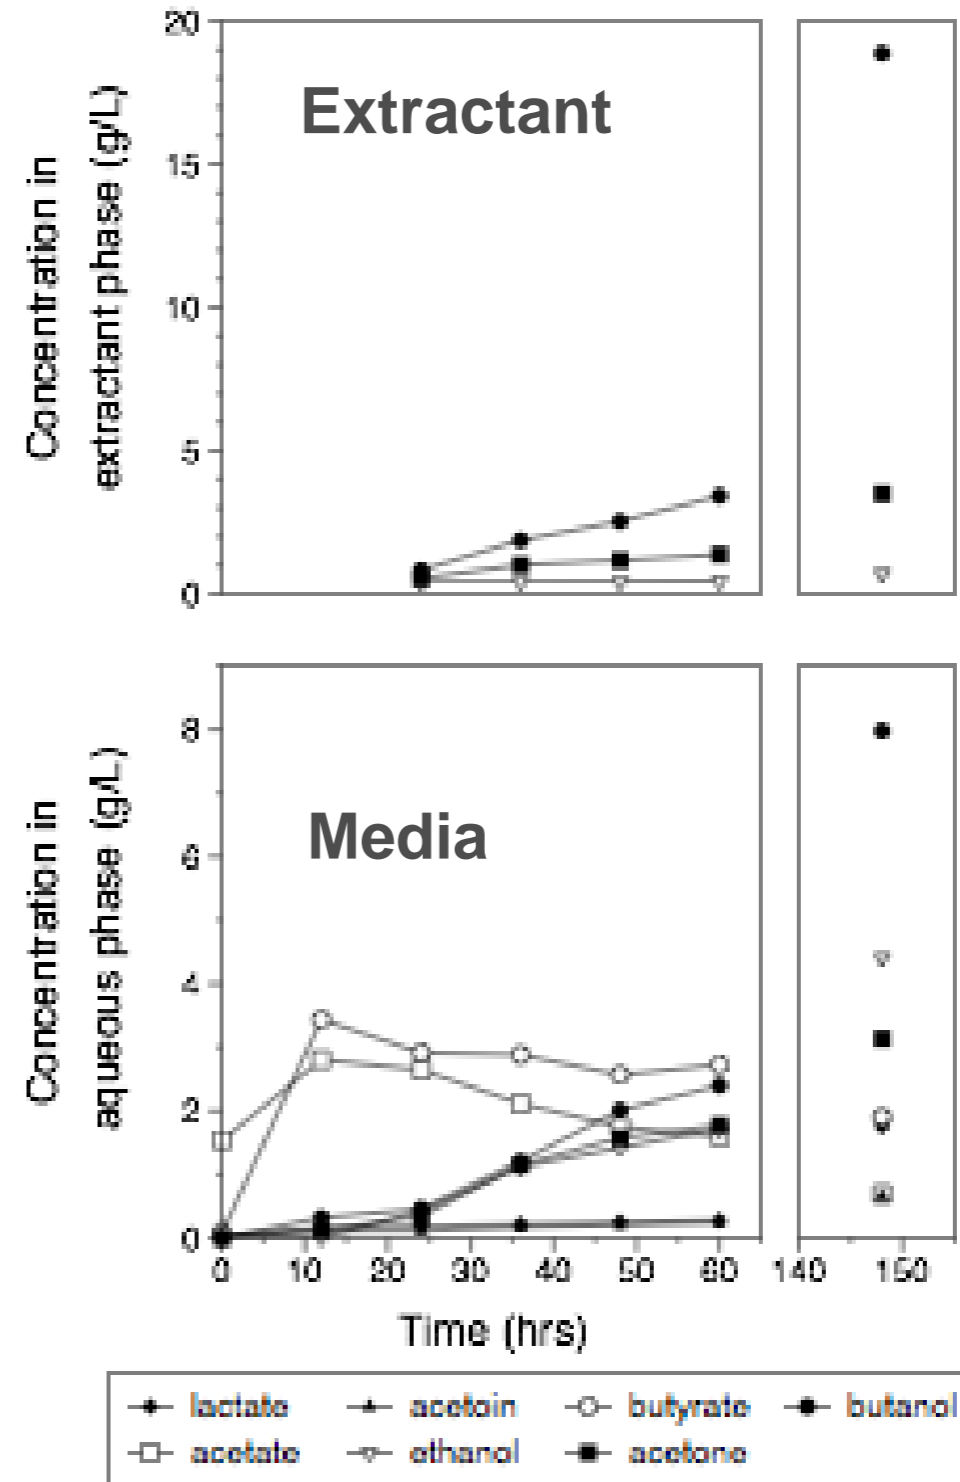 Concentration in
extractant phase (g/L)
20
15
10
5
0
Extractant
Concentration in
aqueous phase (g/L)
8
6
4
2
0
Media
0 10 20 30 40 50 60 140 150
Time (hrs)
lactate acetoin butyrate butanol
acetate ethanol acetone